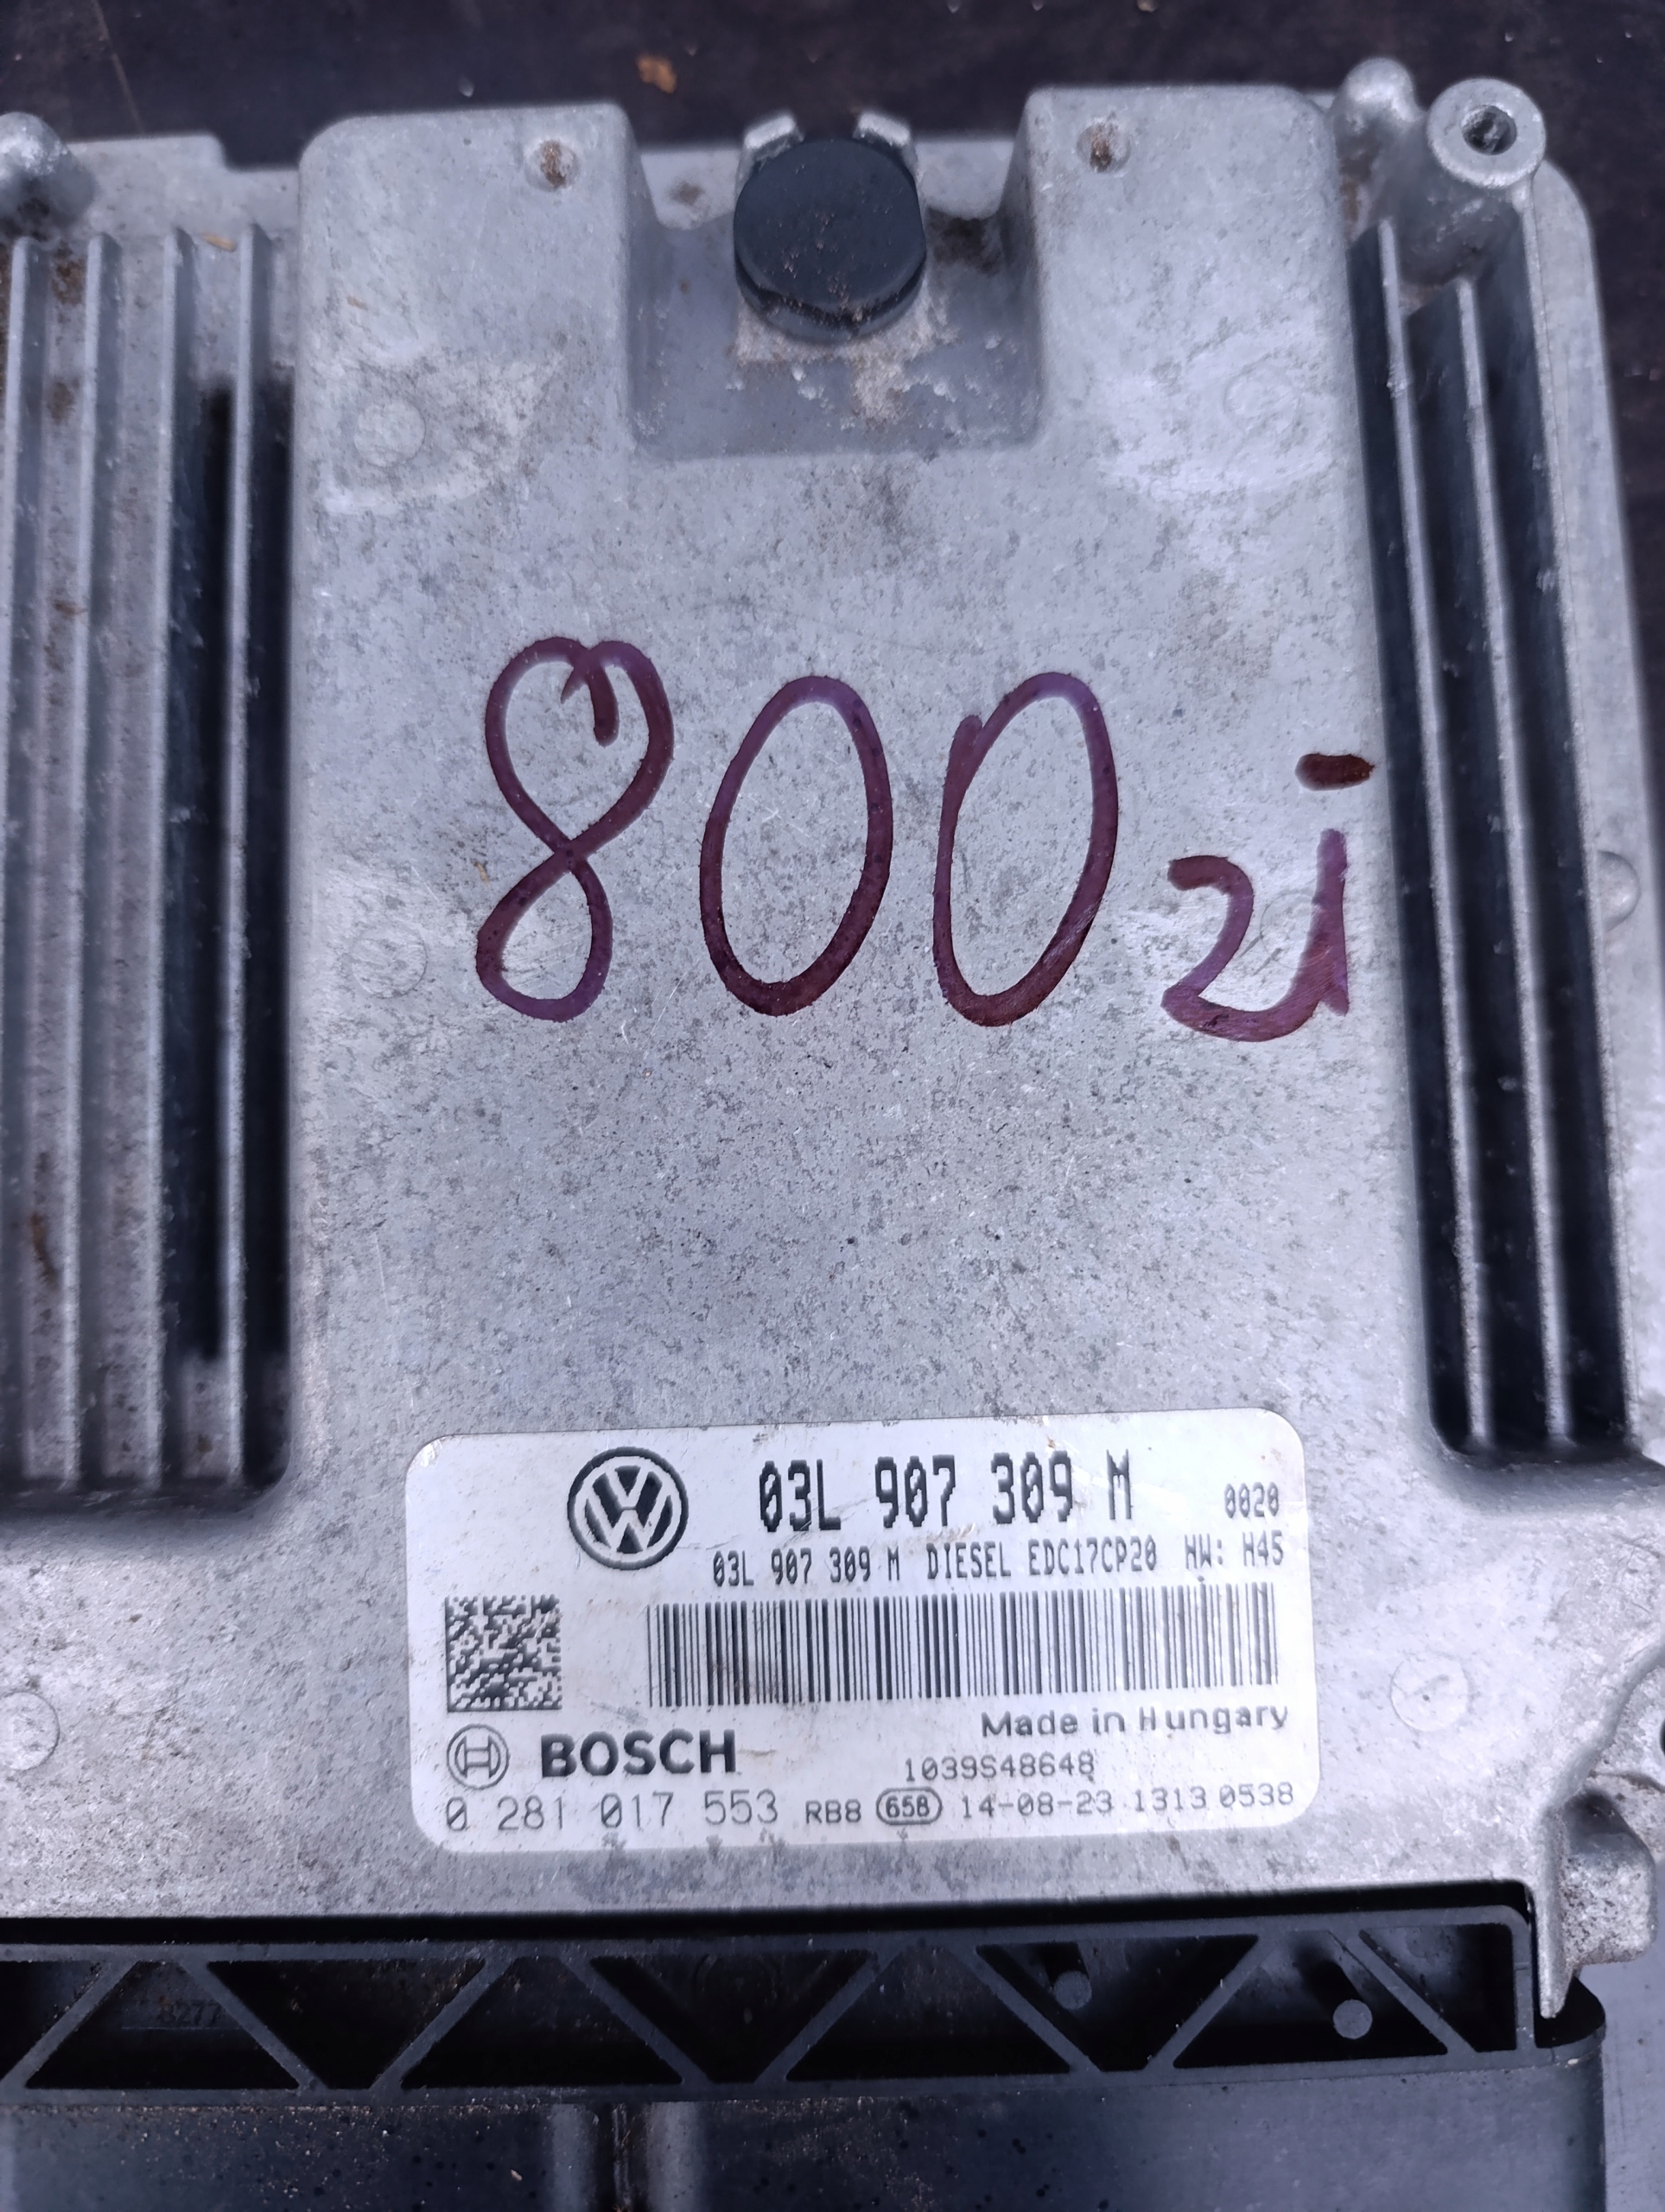 800 zł
03L 907 309 M 0020
03L 907 309 M DIESEL EDC17CP20 HW: H45
Made in Hungary
BOSCH
1039S48648
0 281 017 553 RB8 658 14-08-23 1313 0538